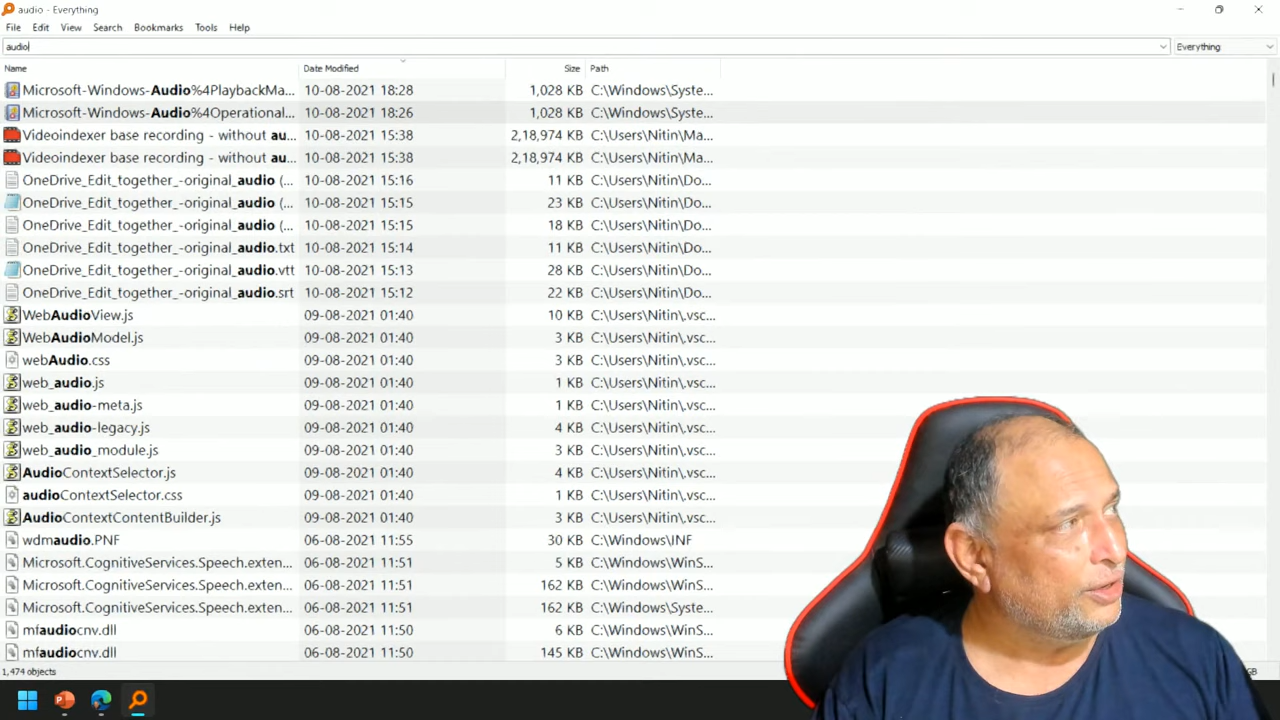 audio - Everything
File Edit View Search Bookmarks Tools Help
audio Everything
Name Date Modified Size Path
Microsoft-Windows-Audio%4PlaybackMa... 10-08-2021 18:28 1,028 KB C:\Windows\Syste...
Microsoft-Windows-Audio%4Operational... 10-08-2021 18:26 1,028 KB C:\Windows\Syste...
Videoindexer base recording - without au... 10-08-2021 15:38 2,18,974 KB C:\Users\Nitin\Ma...
Videoindexer base recording - without au... 10-08-2021 15:38 2,18,974 KB C:\Users\Nitin\Ma...
OneDrive_Edit_together_-original_audio (... 10-08-2021 15:16 11 KB C:\Users\Nitin\Do...
OneDrive_Edit_together_-original_audio (... 10-08-2021 15:15 23 KB C:\Users\Nitin\Do...
OneDrive_Edit_together_-original_audio (... 10-08-2021 15:15 18 KB C:\Users\Nitin\Do...
OneDrive_Edit_together_-original_audio.txt 10-08-2021 15:14 11 KB C:\Users\Nitin\Do...
OneDrive_Edit_together_-original_audio.vtt 10-08-2021 15:13 28 KB C:\Users\Nitin\Do...
OneDrive_Edit_together_-original_audio.srt 10-08-2021 15:12 22 KB C:\Users\Nitin\Do...
WebAudioView.js 09-08-2021 01:40 10 KB C:\Users\Nitin\.vsc...
WebAudioModel.js 09-08-2021 01:40 3 KB C:\Users\Nitin\.vsc...
webAudio.css 09-08-2021 01:40 3 KB C:\Users\Nitin\.vsc...
web_audio.js 09-08-2021 01:40 1 KB C:\Users\Nitin\.vsc...
web_audio-meta.js 09-08-2021 01:40 1 KB C:\Users\Nitin\.vsc...
web_audio-legacy.js 09-08-2021 01:40 4 KB C:\Users\Nitin\.vsc...
web_audio_module.js 09-08-2021 01:40 3 KB C:\Users\Nitin\.vsc...
AudioContextSelector.js 09-08-2021 01:40 4 KB C:\Users\Nitin\.vsc...
audioContextSelector.css 09-08-2021 01:40 1 KB C:\Users\Nitin\.vsc...
AudioContextContentBuilder.js 09-08-2021 01:40 3 KB C:\Users\Nitin\.vsc...
wdmaudio.PNF 06-08-2021 11:55 30 KB C:\Windows\INF
Microsoft.CognitiveServices.Speech.exten... 06-08-2021 11:51 5 KB C:\Windows\WinS...
Microsoft.CognitiveServices.Speech.exten... 06-08-2021 11:51 162 KB C:\Windows\WinS...
Microsoft.CognitiveServices.Speech.exten... 06-08-2021 11:51 162 KB C:\Windows\Syste...
mfaudiocnv.dll 06-08-2021 11:50 6 KB C:\Windows\WinS...
mfaudiocnv.dll 06-08-2021 11:50 145 KB C:\Windows\WinS...
1,474 objects GB